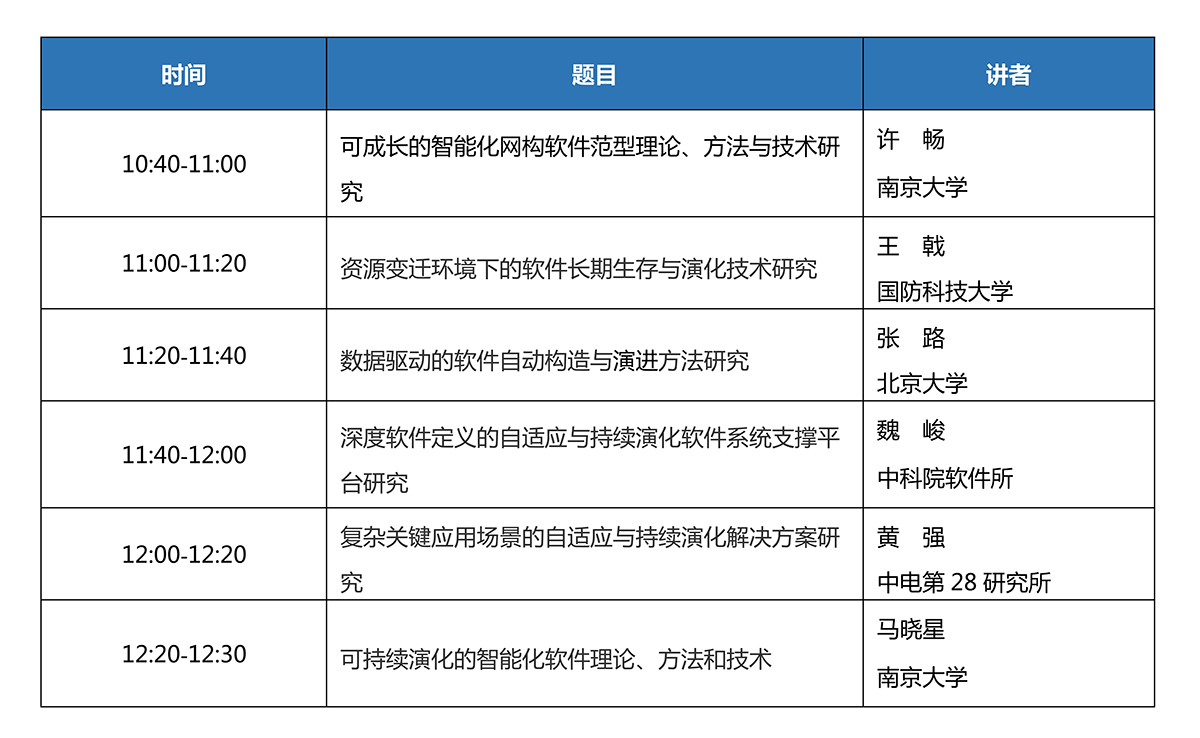 时间 题目 讲者
10:40-11:00
可成长的智能化网构软件范型理论、方法与技术研
究
许 畅
南京大学
11:00-11:20
资源变迁环境下的软件长期生存与演化技术研究
王 戟
国防科技大学
11:20-11:40
数据驱动的软件自动构造与演进方法研究
张 路
北京大学
11:40-12:00
深度软件定义的自适应与持续演化软件系统支撑平
台研究
魏 峻
中科院软件所
12:00-12:20
复杂关键应用场景的自适应与持续演化解决方案研
究
黄 强
中电第 28 研究所
12:20-12:30
可持续演化的智能化软件理论、方法和技术
马晓星
南京大学